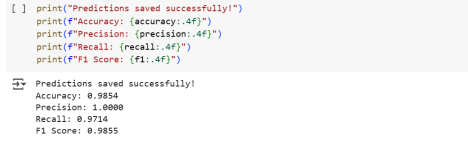 [ ] print("Predictions saved successfully!")
print(f"Accuracy: {accuracy:.4f}")
print(f"Precision: {precision:.4f}")
print(f"Recall: {recall:.4f}")
print(f"F1 Score: {f1:.4f}")
Predictions saved successfully!
Accuracy: 0.9854
Precision: 1.0000
Recall: 0.9714
F1 Score: 0.9855